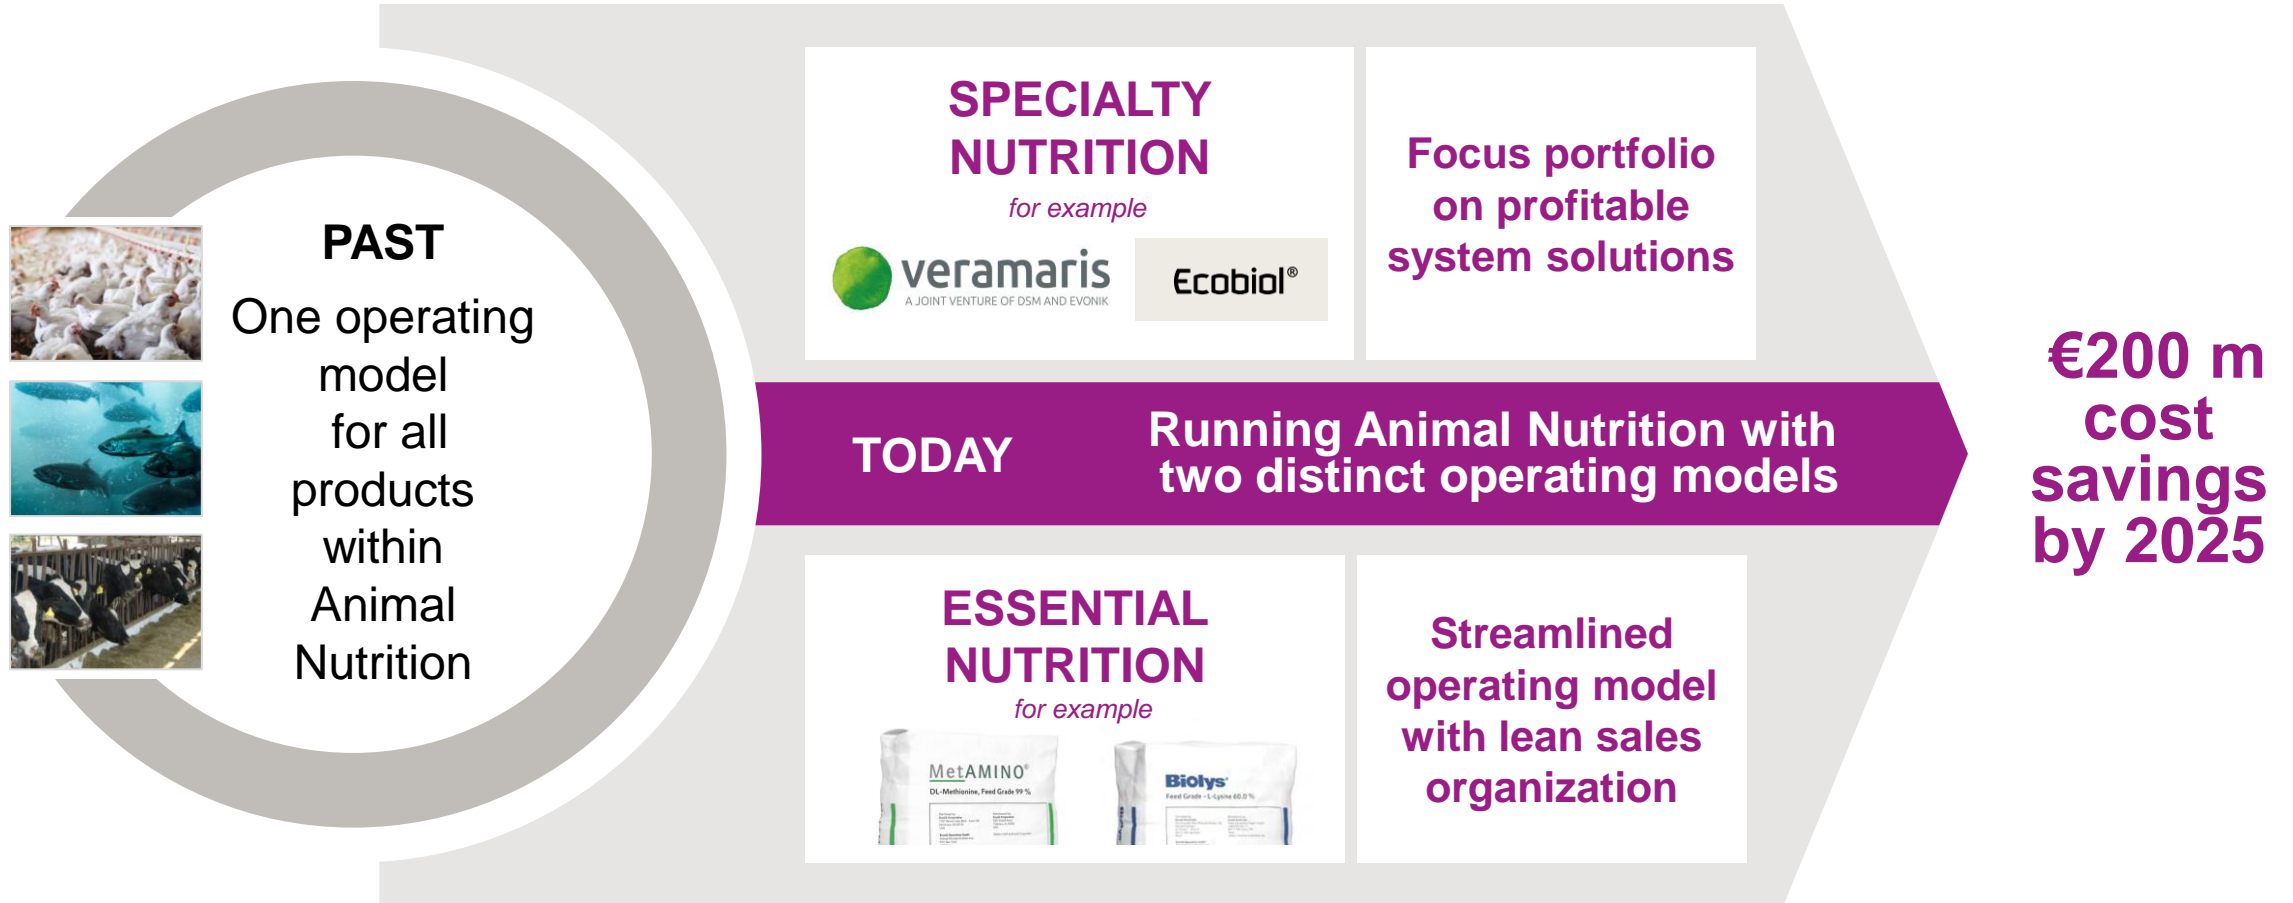 PAST
One operating
model
for all
products
within
Animal
Nutrition
SPECIALTY
NUTRITION
for example
veramaris
A JOINT VENTURE OF DSM AND EVONIK
Ecobiol®
Focus portfolio
on profitable
system solutions
TODAY
Running Animal Nutrition with
two distinct operating models
ESSENTIAL
NUTRITION
for example
MetAMINO®
DL-Methionine, Feed Grade 99 %
Biolys®
Feed Grade - L-Lysine 60.0 %
Streamlined
operating model
with lean sales
organization
€200 m
cost
savings
by 2025